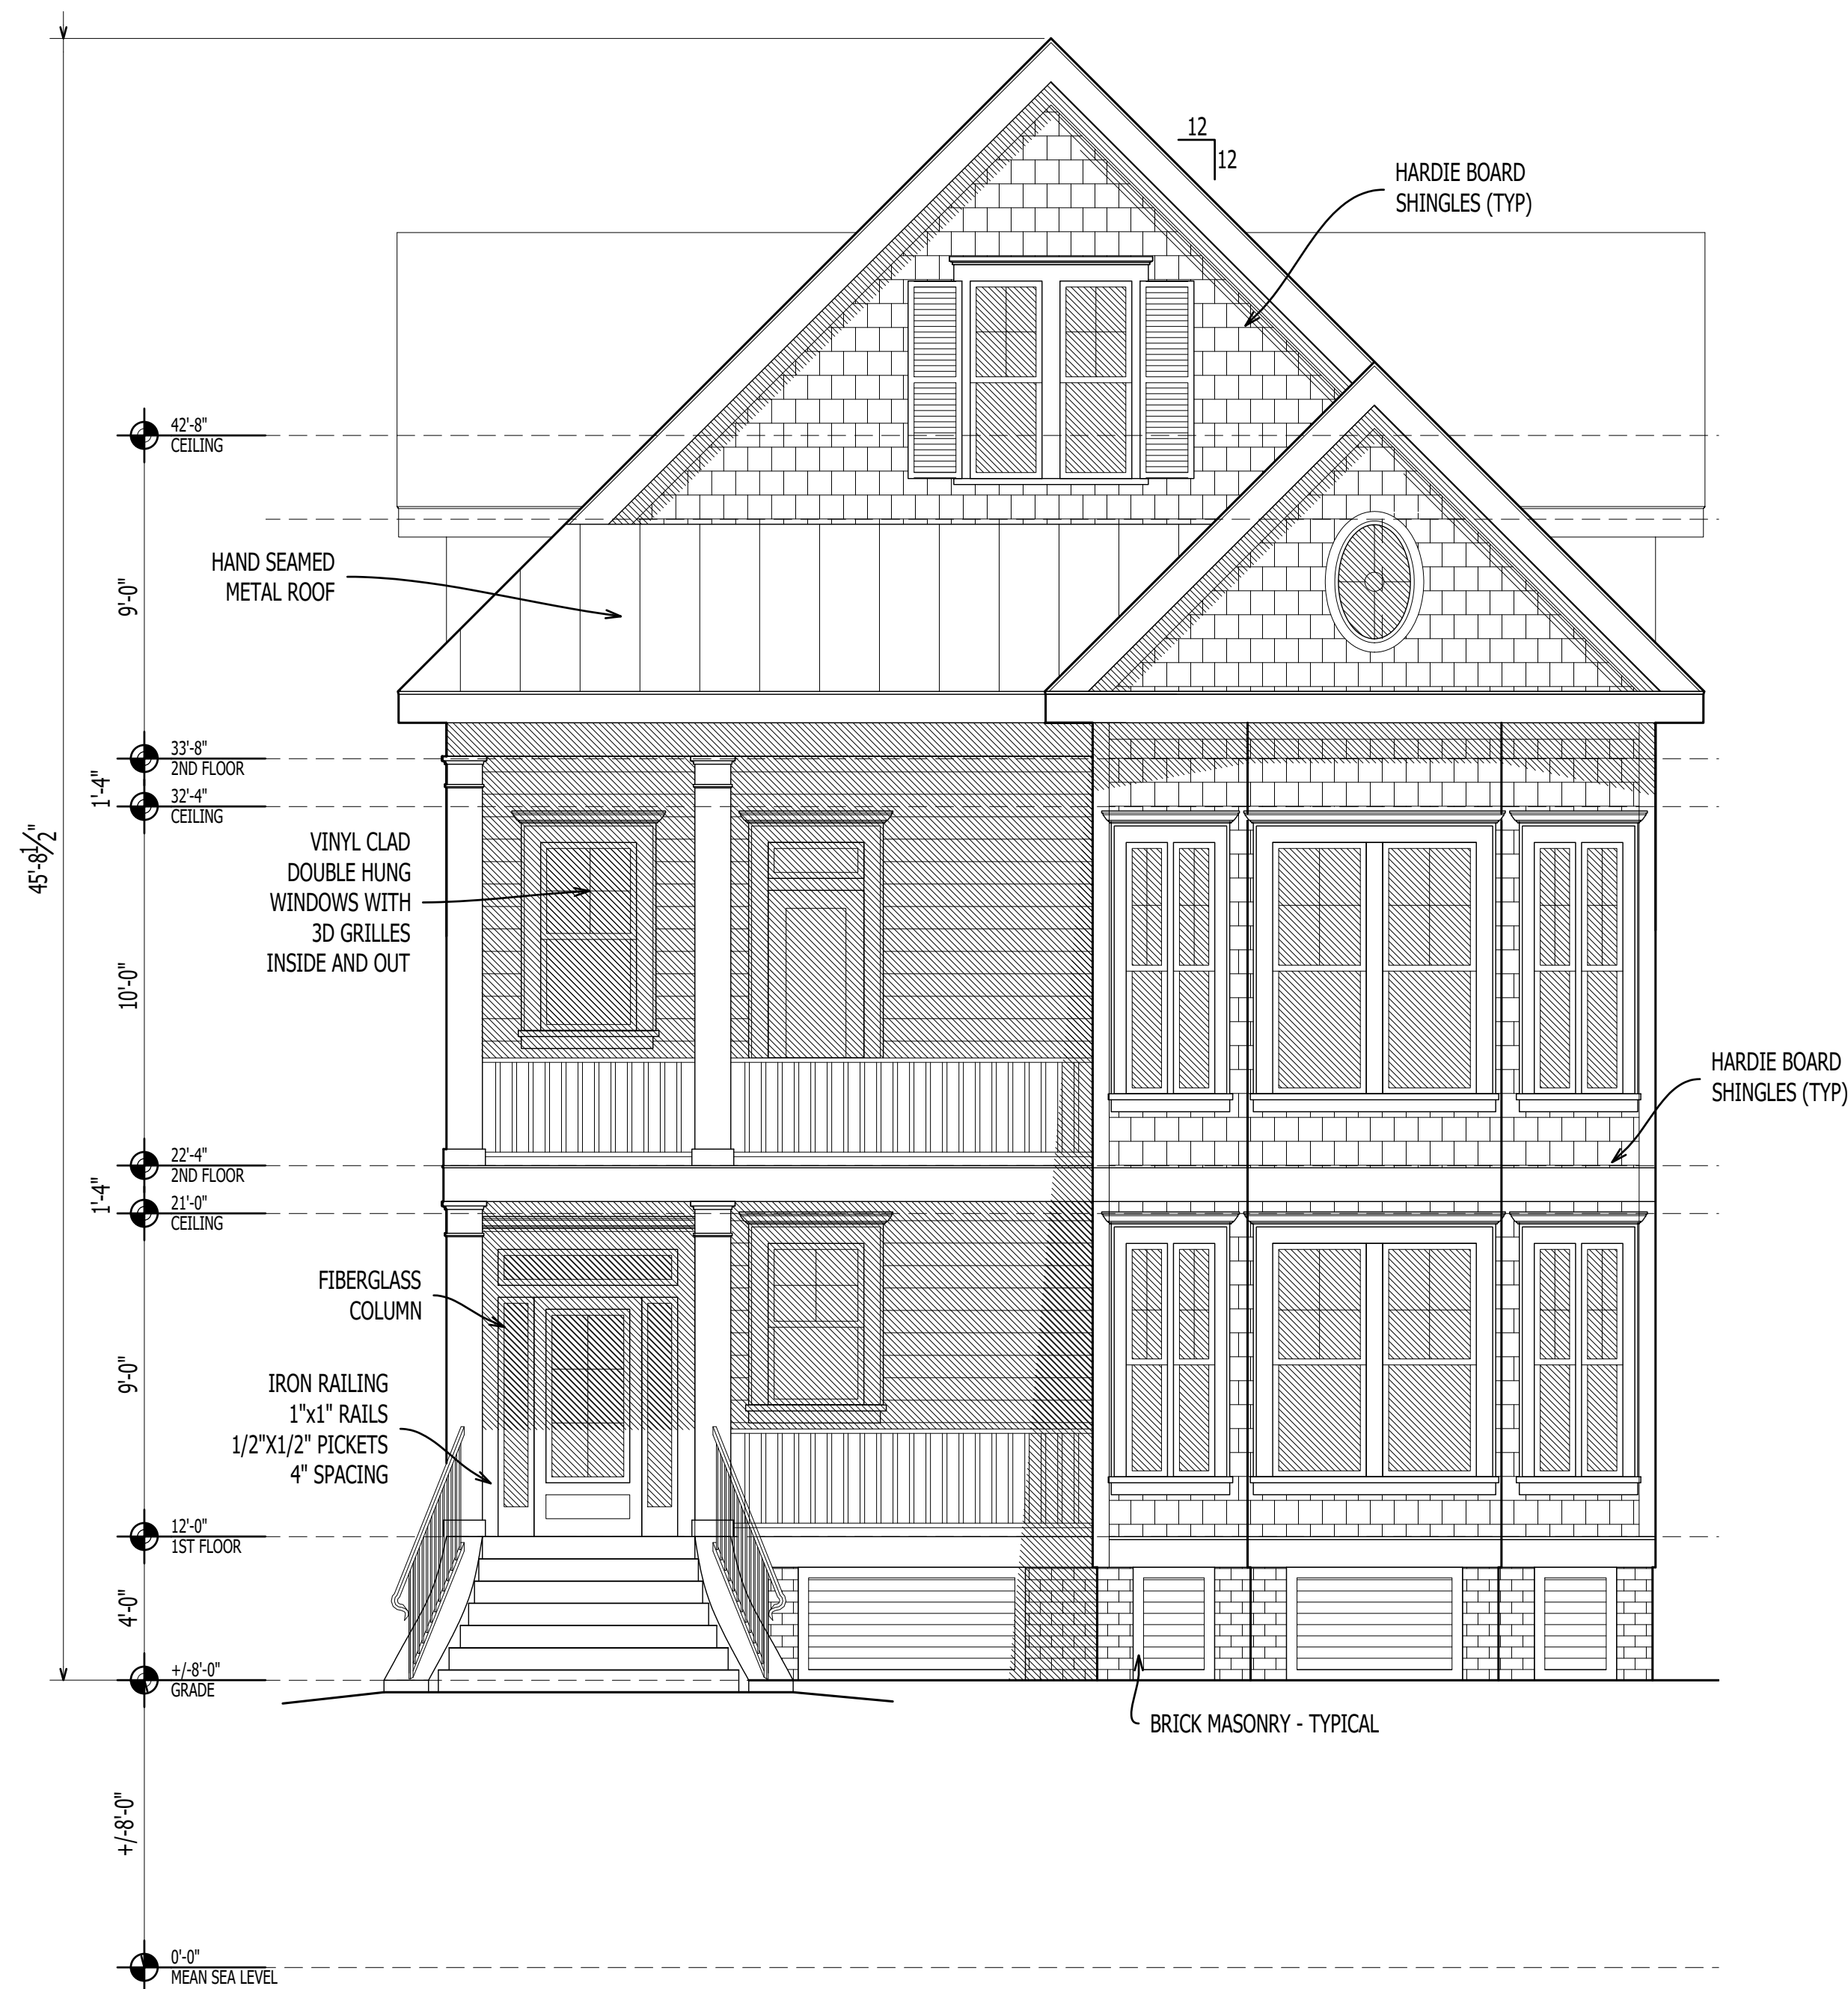 12
12
HARDIE BOARD
SHINGLES (TYP)
42'-8"
CEILING
HAND SEAMED
METAL ROOF
9'-0"
33'-8"
2ND FLOOR
1'-4"
32'-4"
CEILING
45'-8 1/2"
VINYL CLAD
DOUBLE HUNG
WINDOWS WITH
3D GRILLES
INSIDE AND OUT
10'-0"
HARDIE BOARD
SHINGLES (TYP)
22'-4"
2ND FLOOR
1'-4"
21'-0"
CEILING
FIBERGLASS
COLUMN
9'-0"
IRON RAILING
1"x1" RAILS
1/2"X1/2" PICKETS
4" SPACING
12'-0"
1ST FLOOR
4'-0"
+/-8'-0"
GRADE
BRICK MASONRY - TYPICAL
+/-8'-0"
0'-0"
MEAN SEA LEVEL